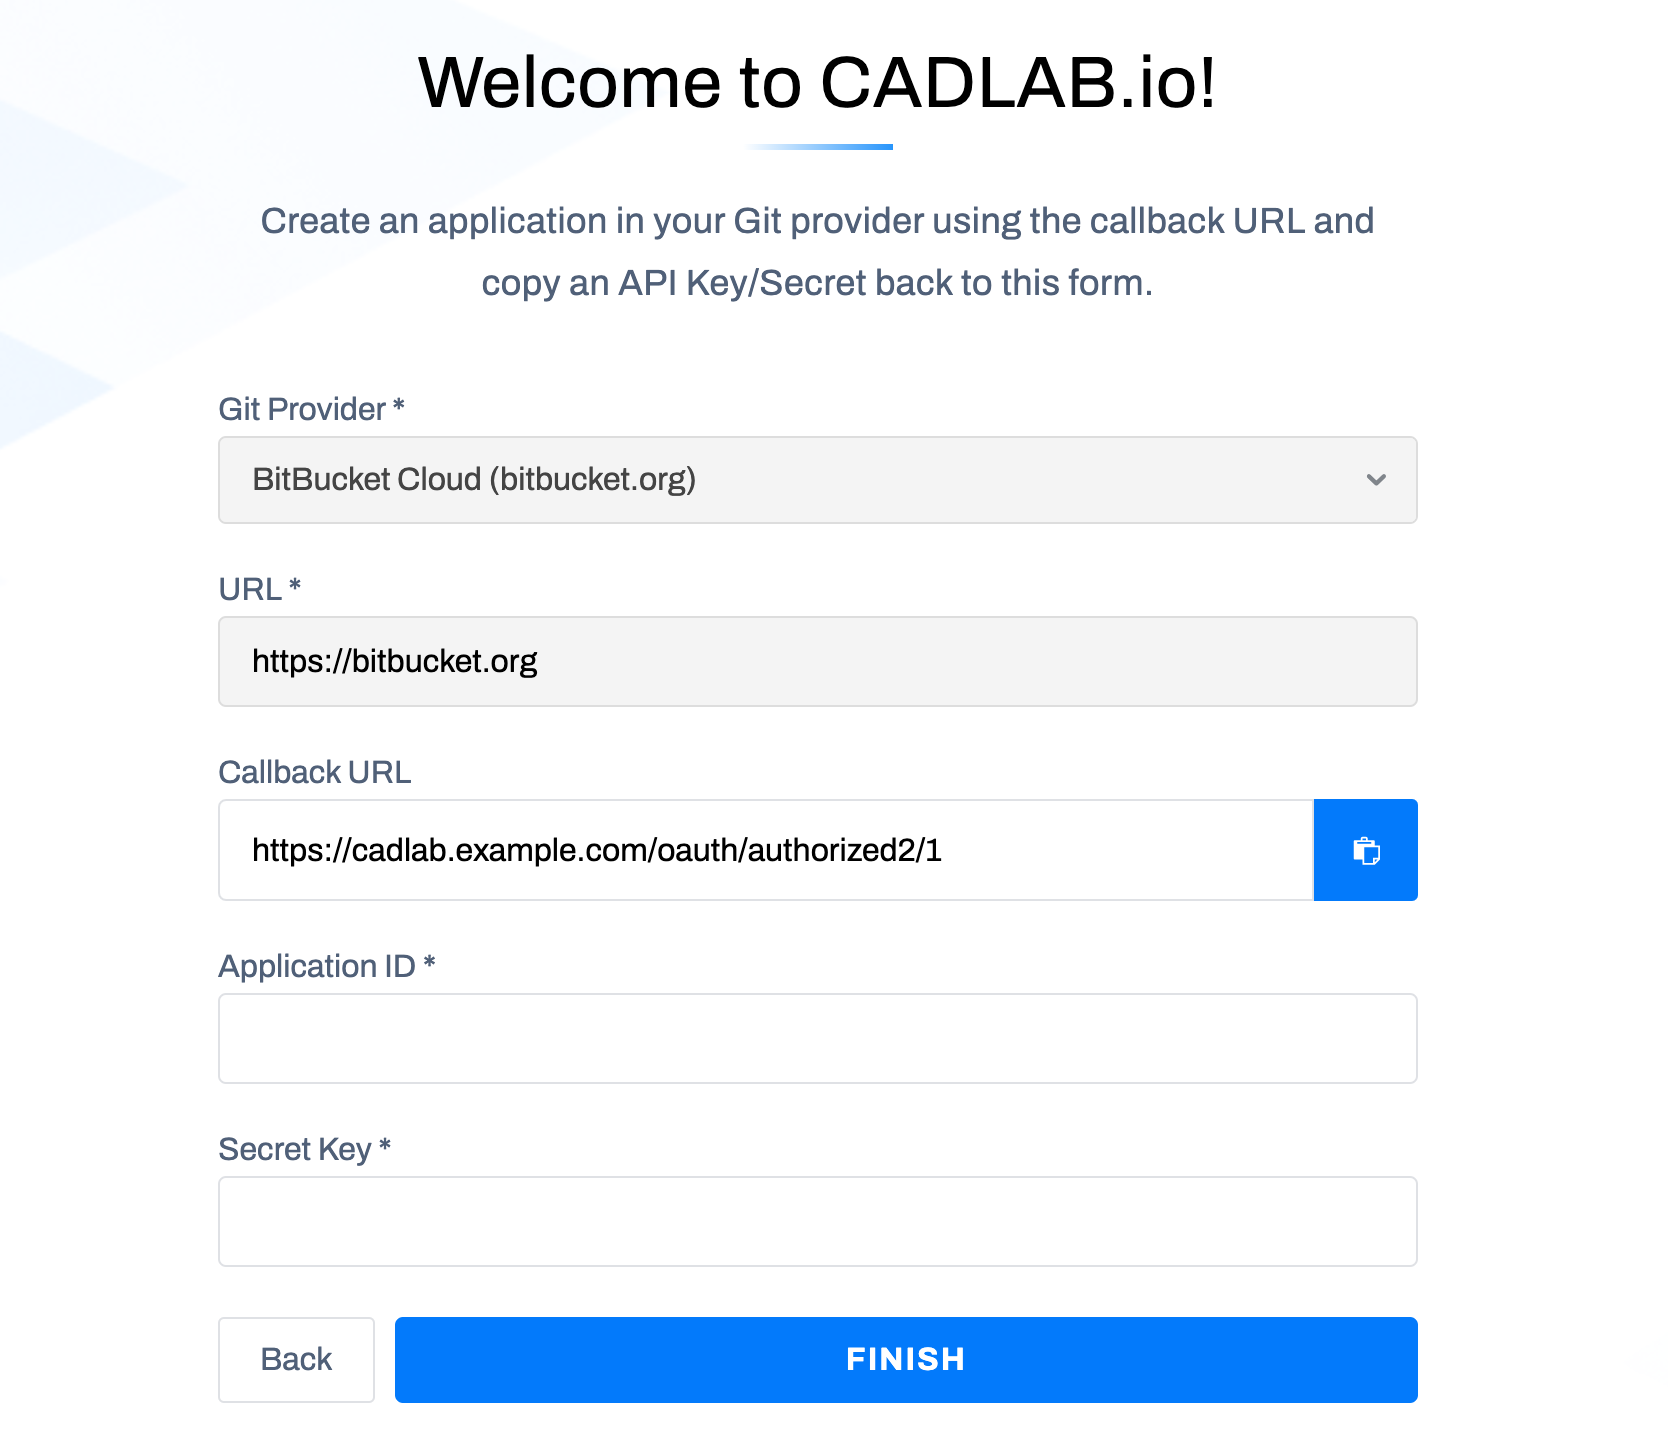 Welcome to CADLAB.io!
Create an application in your Git provider using the callback URL and
copy an API Key/Secret back to this form.
Git Provider *
BitBucket Cloud (bitbucket.org)
URL *
https://bitbucket.org
Callback URL
https://cadlab.example.com/oauth/authorized2/1
Application ID *
Secret Key *
Back
FINISH